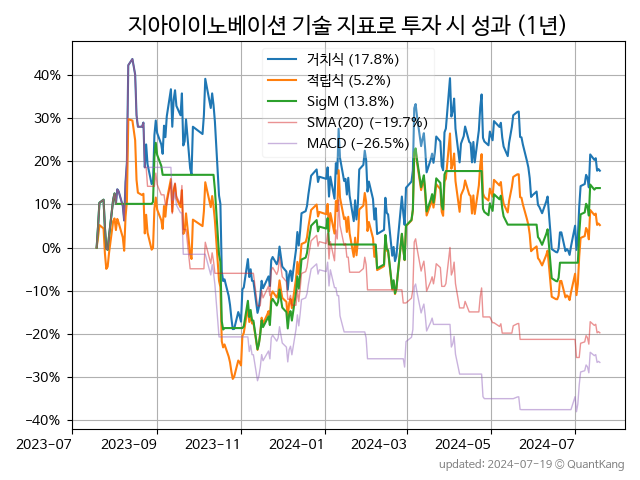 지아이이노베이션 기술 지표로 투자 시 성과 (1년)
거치식 (17.8%)
적립식 (5.2%)
SigM (13.8%)
SMA(20) (−19.7%)
MACD (−26.5%)
40%
30%
20%
10%
0%
−10%
−20%
−30%
−40%
2023-07
2023-09
2023-11
2024-01
2024-03
2024-05
2024-07
updated: 2024-07-19 © QuantKang